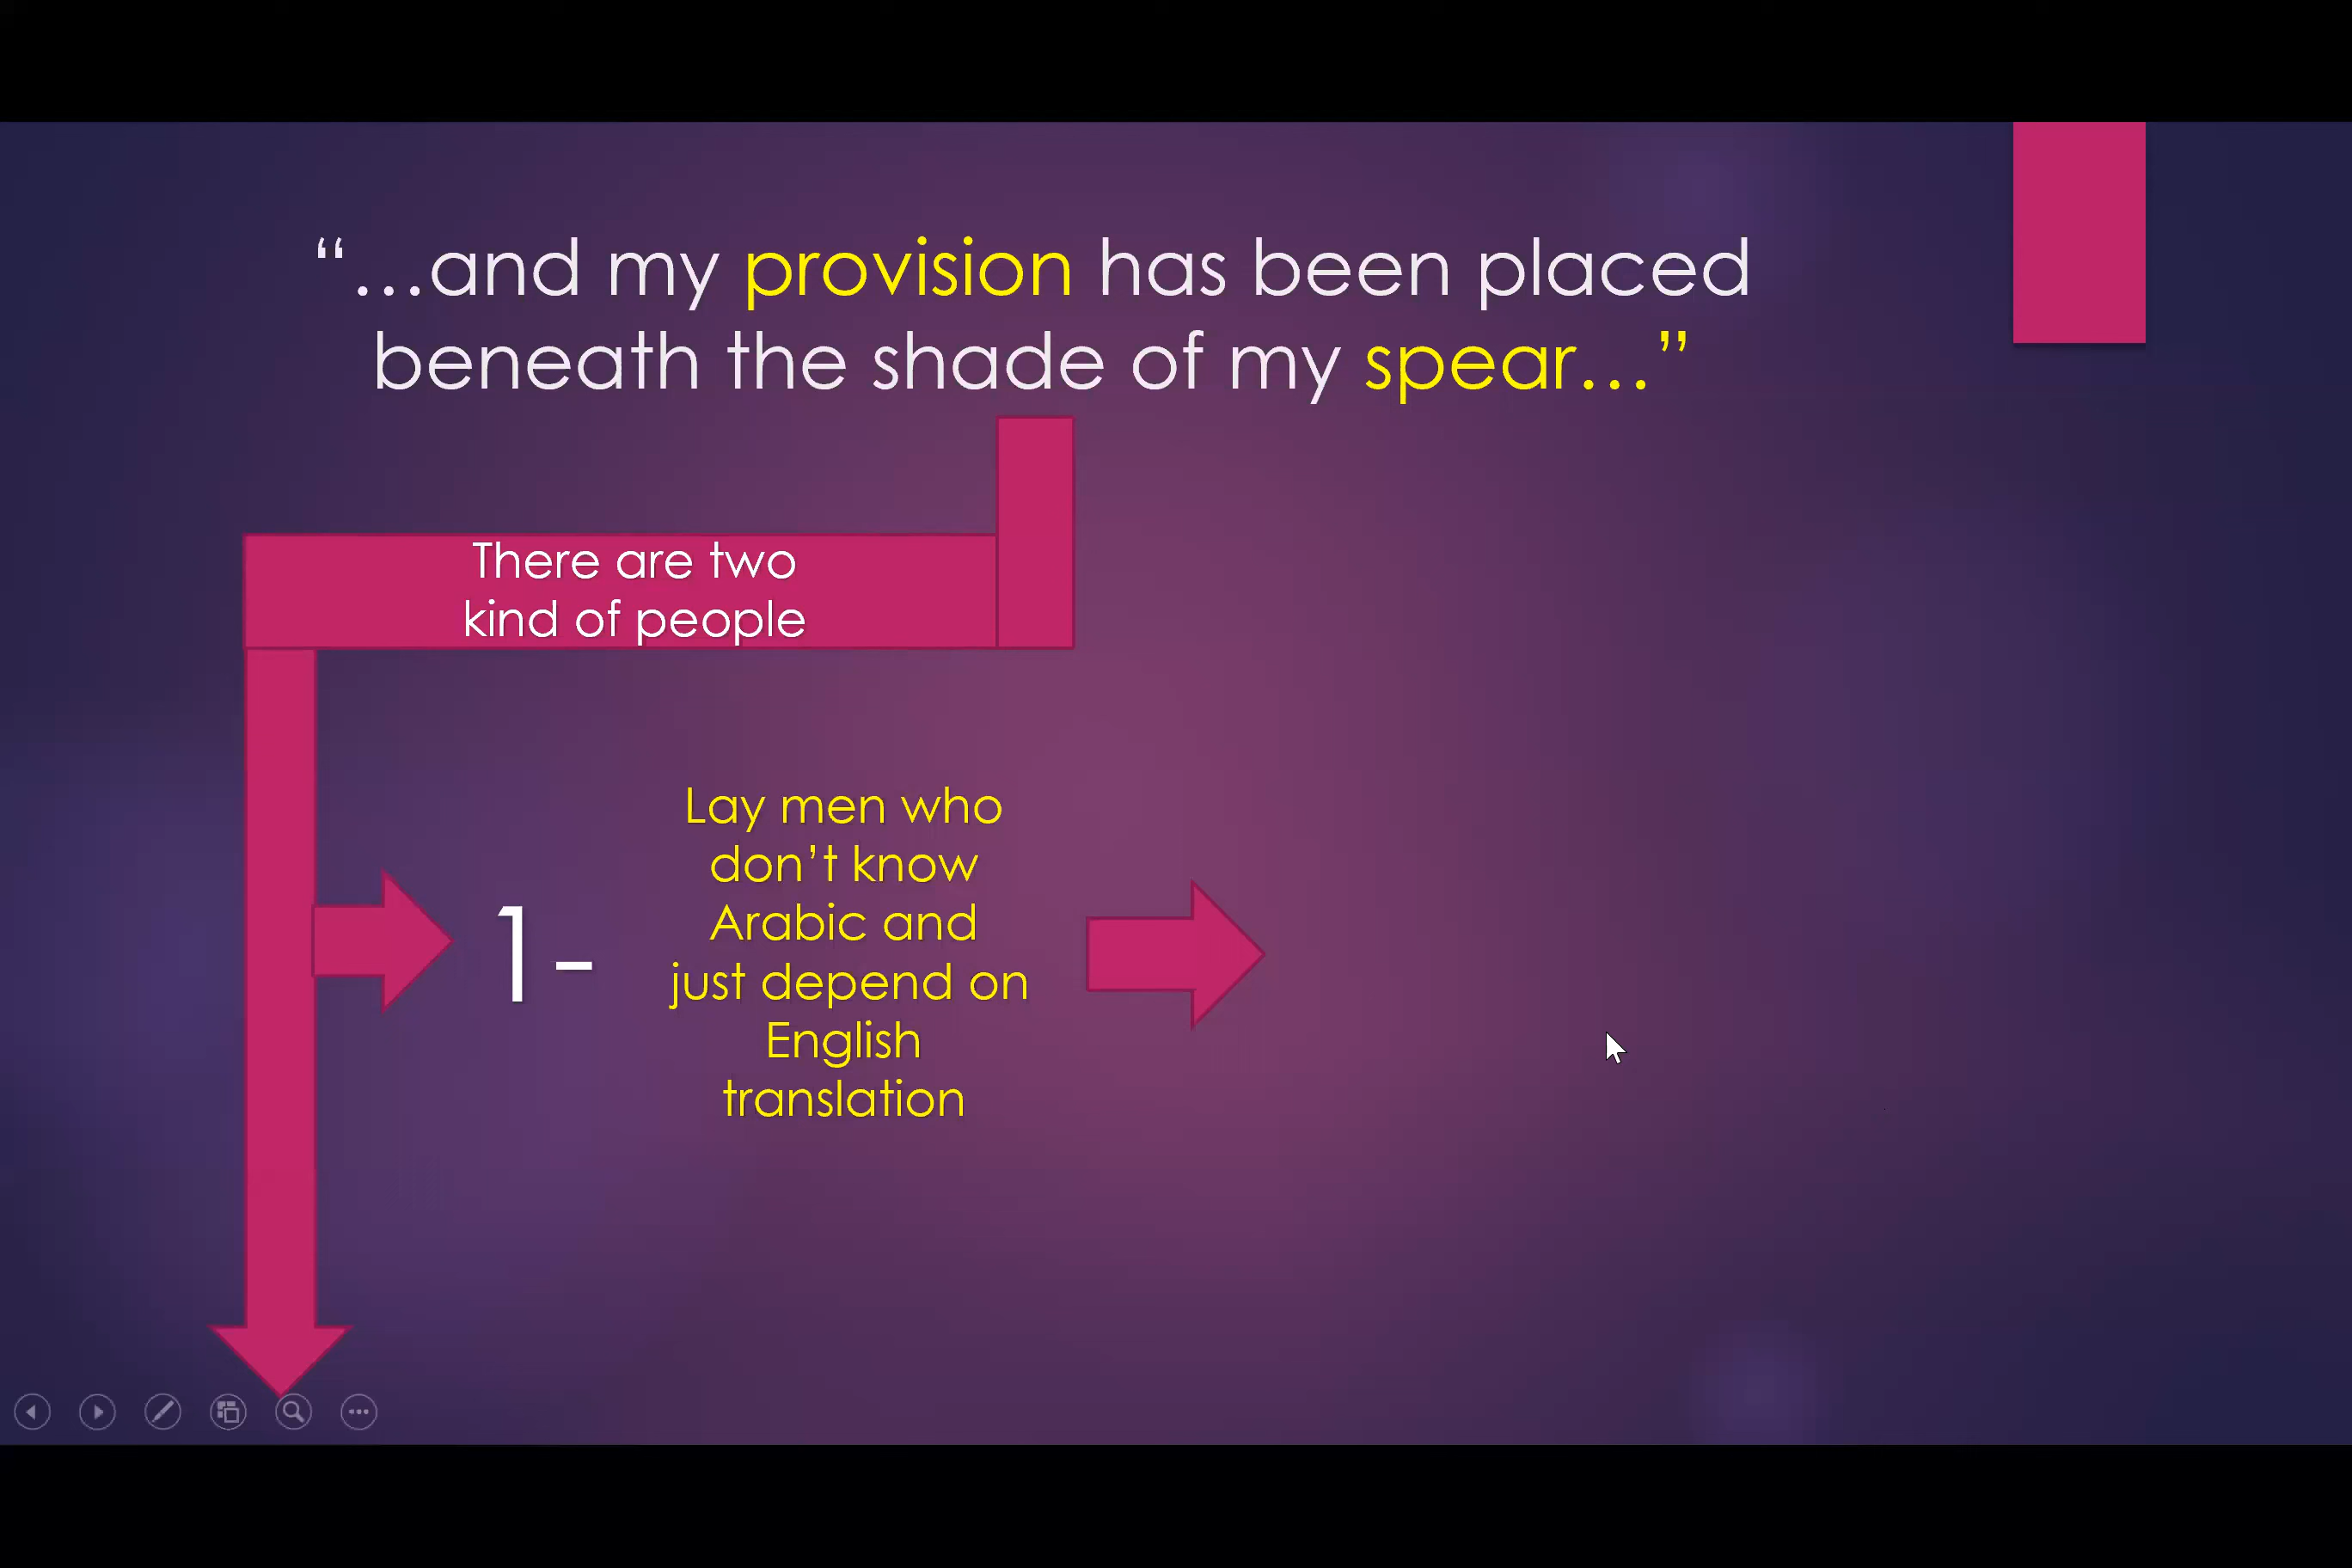 “…and my provision has been placed
beneath the shade of my spear…”
There are two
kind of people
1-
Lay men who
don’t know
Arabic and
just depend on
English
translation